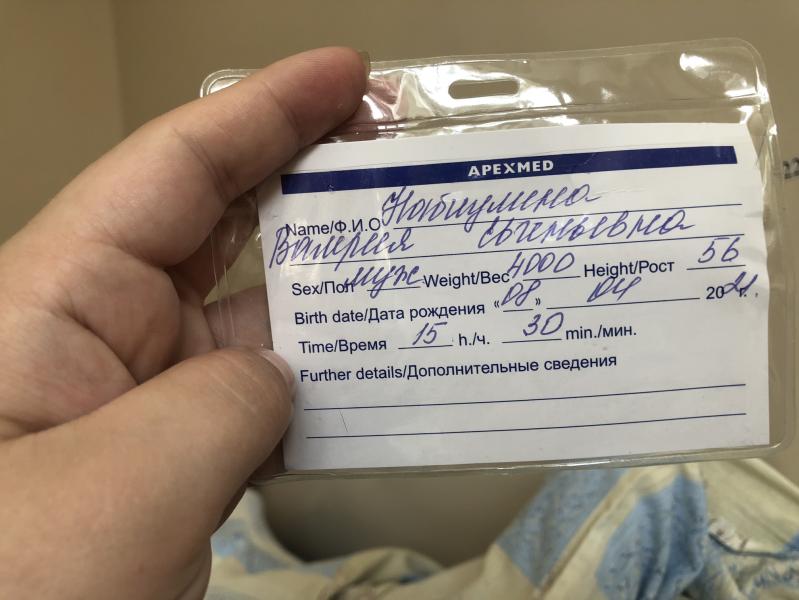 APEXMED
Name/Ф.И.О Набиулина
Валерия
Sex/Пол муж Weight/Вес 4000 Height/Рост 56
Birth date/Дата рождения «08» 04 2021 г.
Time/Время 15 h./ч. 30 min./мин.
Further details/Дополнительные сведения